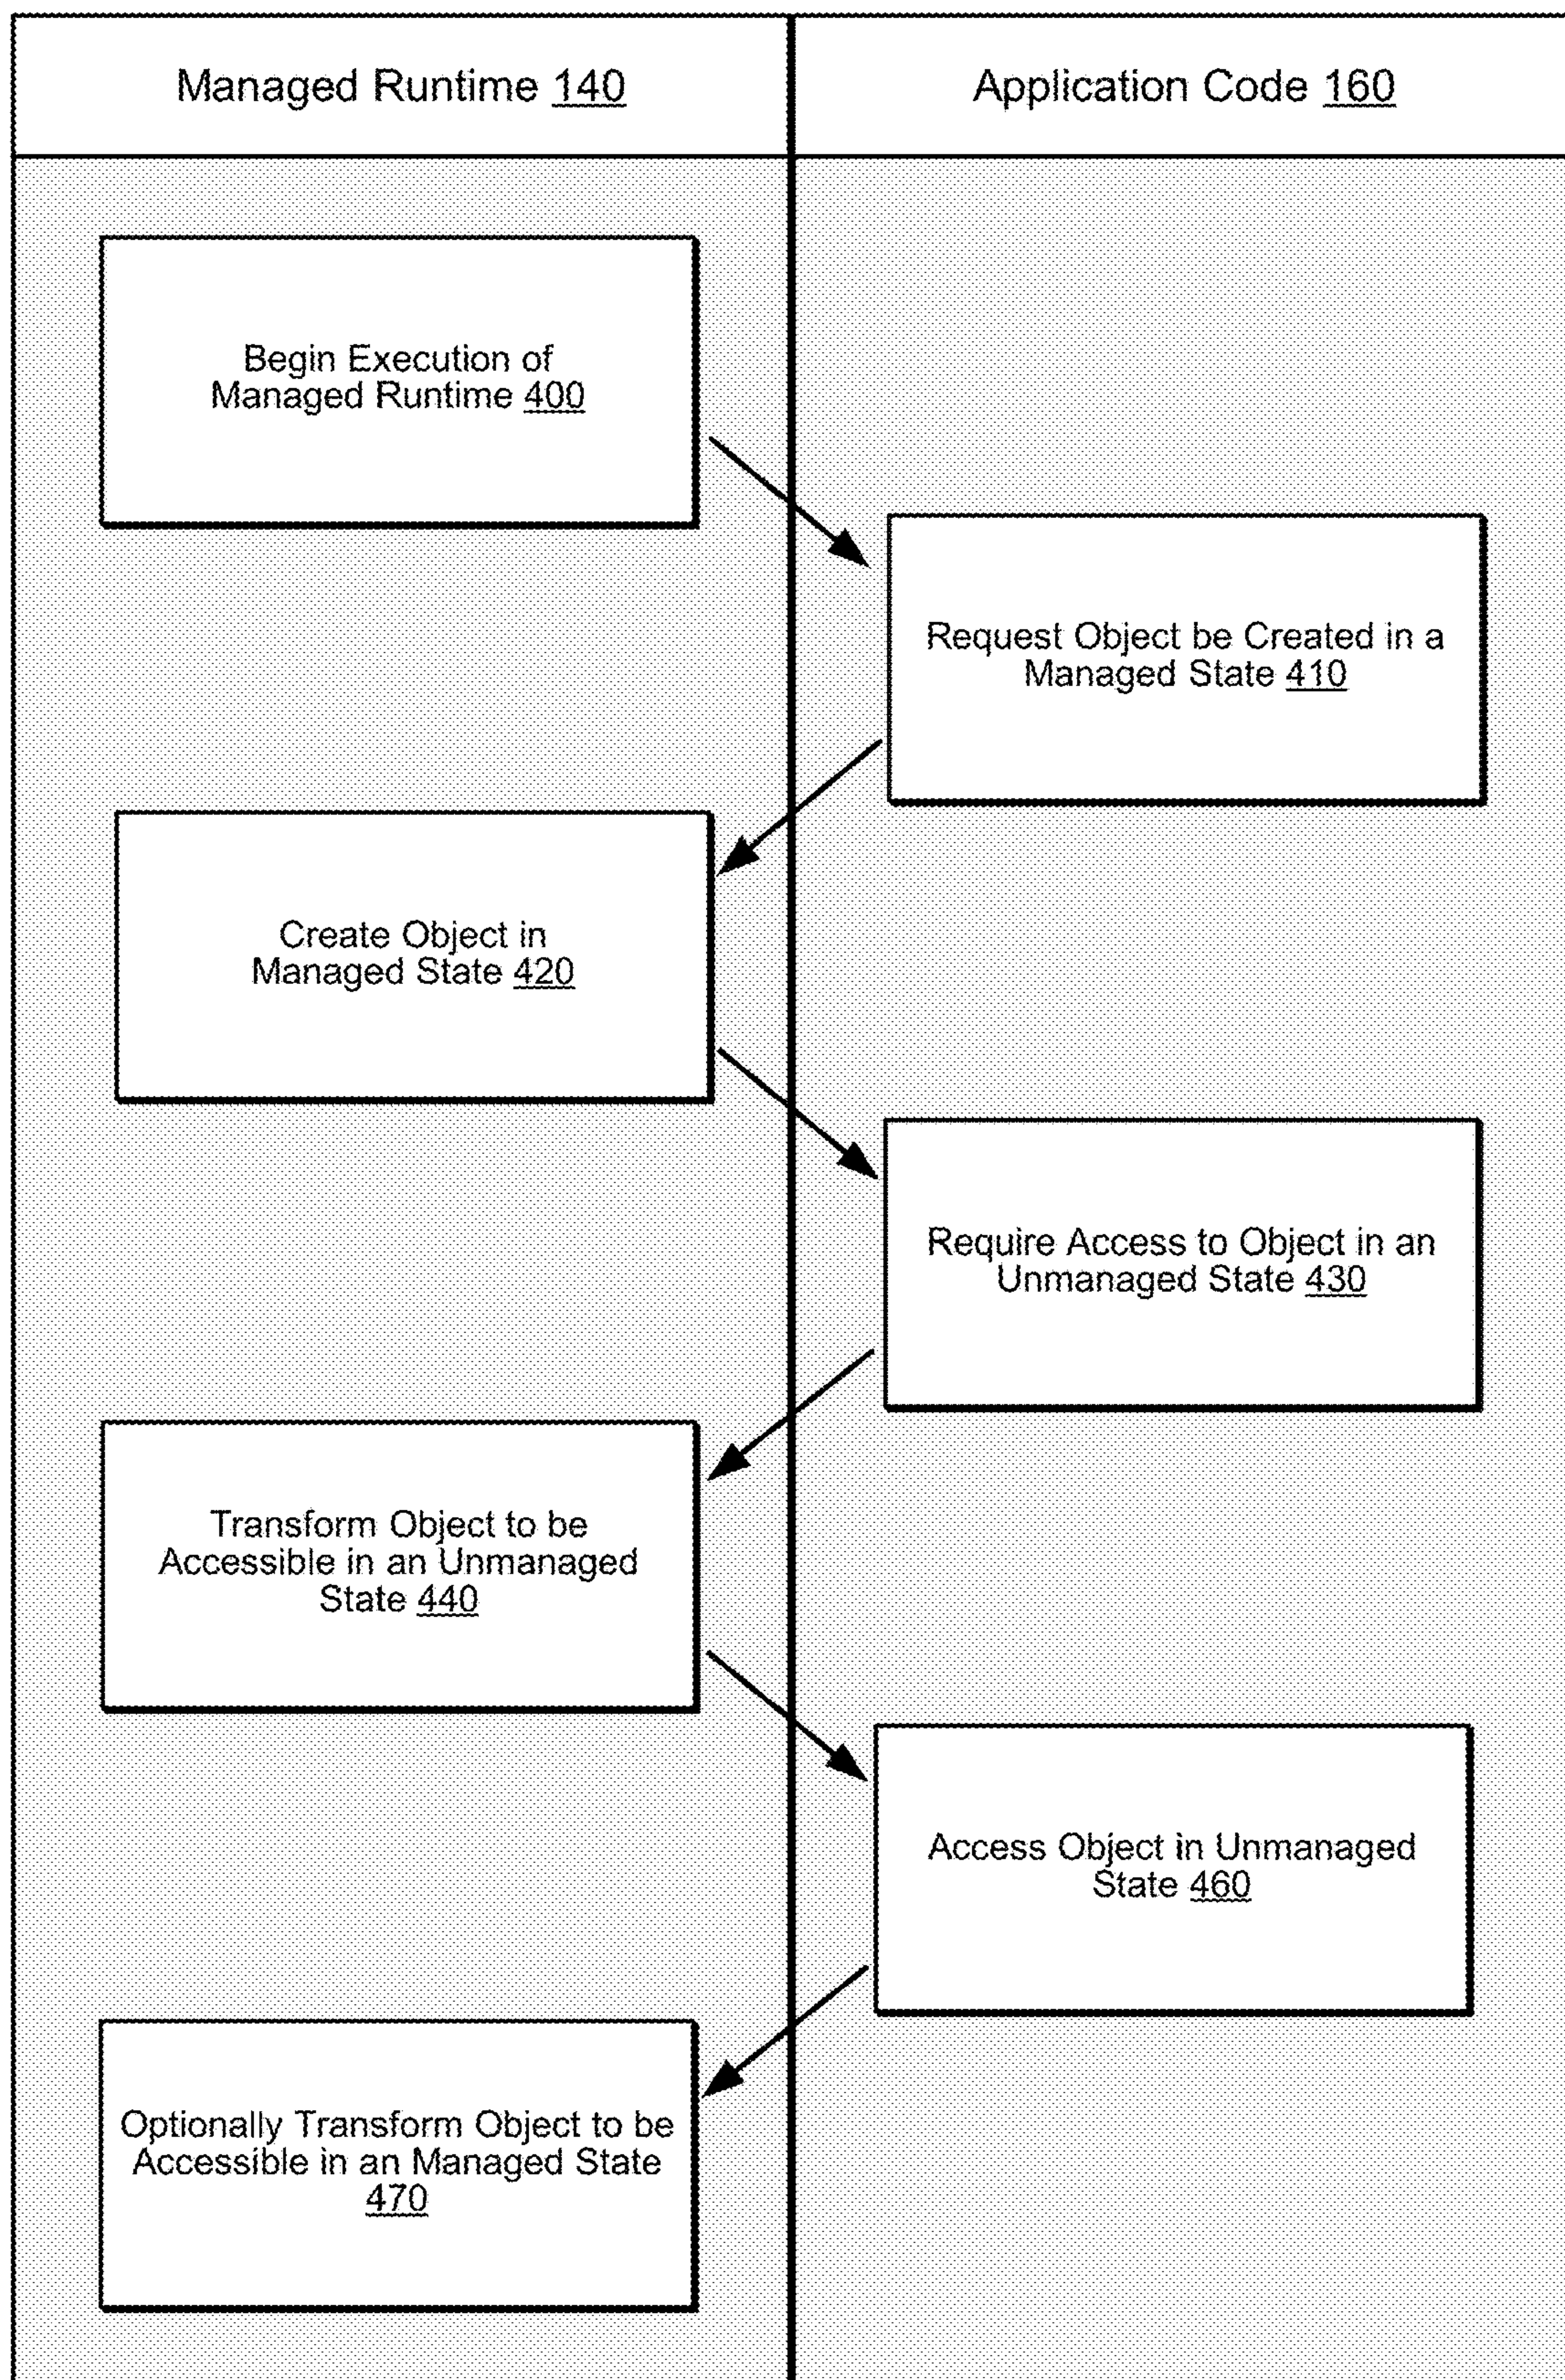 Managed Runtime 140
Application Code 160
Begin Execution of
Managed Runtime 400
Request Object be Created in a
Managed State 410
Create Object in
Managed State 420
Require Access to Object in an
Unmanaged State 430
Transform Object to be
Accessible in an Unmanaged
State 440
Access Object in Unmanaged
State 460
Optionally Transform Object to be
Accessible in an Managed State
470